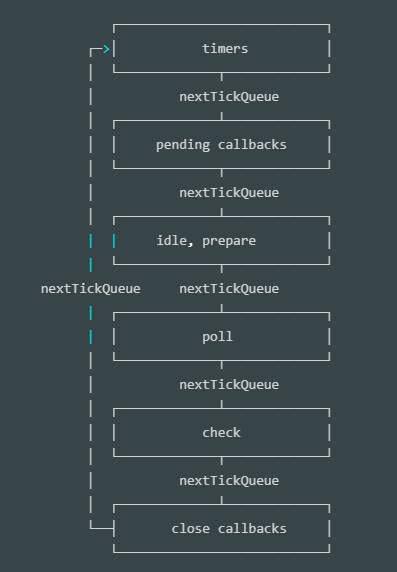 timers
nextTickQueue
pending callbacks
nextTickQueue
idle, prepare
nextTickQueue nextTickQueue
poll
nextTickQueue
check
nextTickQueue
close callbacks